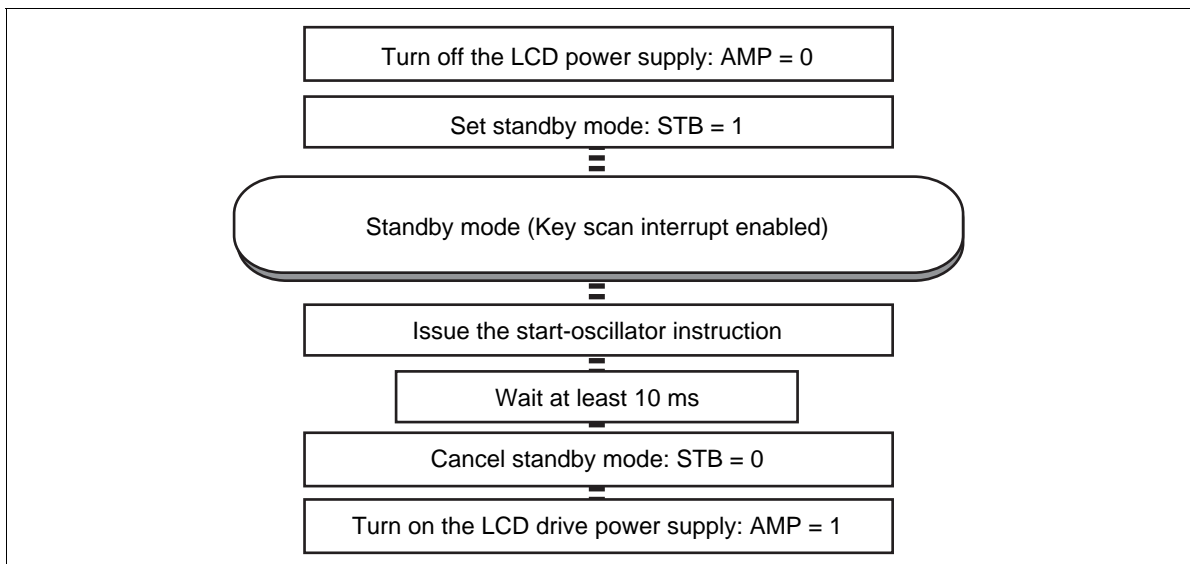 Turn off the LCD power supply: AMP = 0
Set standby mode: STB = 1
Standby mode (Key scan interrupt enabled)
Issue the start-oscillator instruction
Wait at least 10 ms
Cancel standby mode: STB = 0
Turn on the LCD drive power supply: AMP = 1